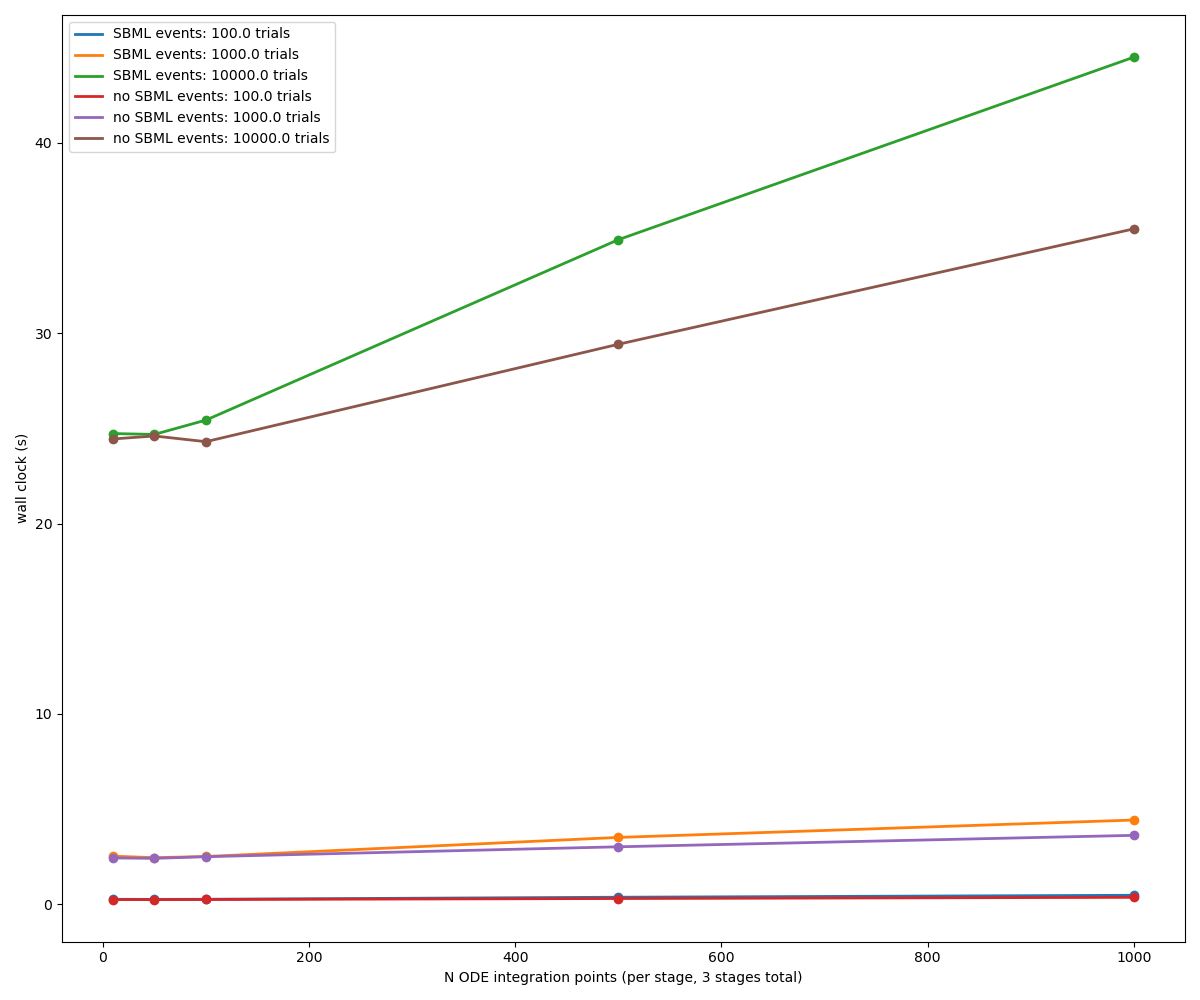 SBML events: 100.0 trials
SBML events: 1000.0 trials
SBML events: 10000.0 trials
no SBML events: 100.0 trials
no SBML events: 1000.0 trials
no SBML events: 10000.0 trials
40
30
20
10
0
wall clock (s)
0 200 400 600 800 1000
N ODE integration points (per stage, 3 stages total)